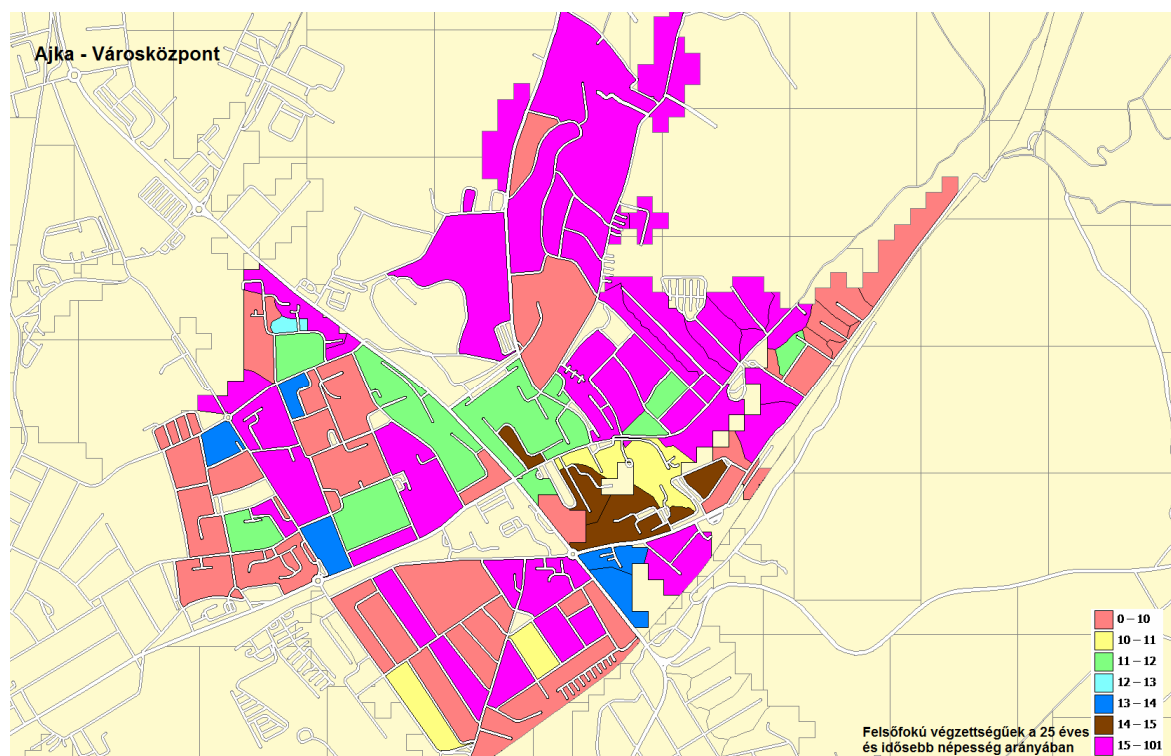 Ajka - Városközpont
0 – 10
10 – 11
11 – 12
12 – 13
13 – 14
14 – 15
15 – 101
Felsőfokú végzettségűek a 25 éves
és idősebb népesség arányában